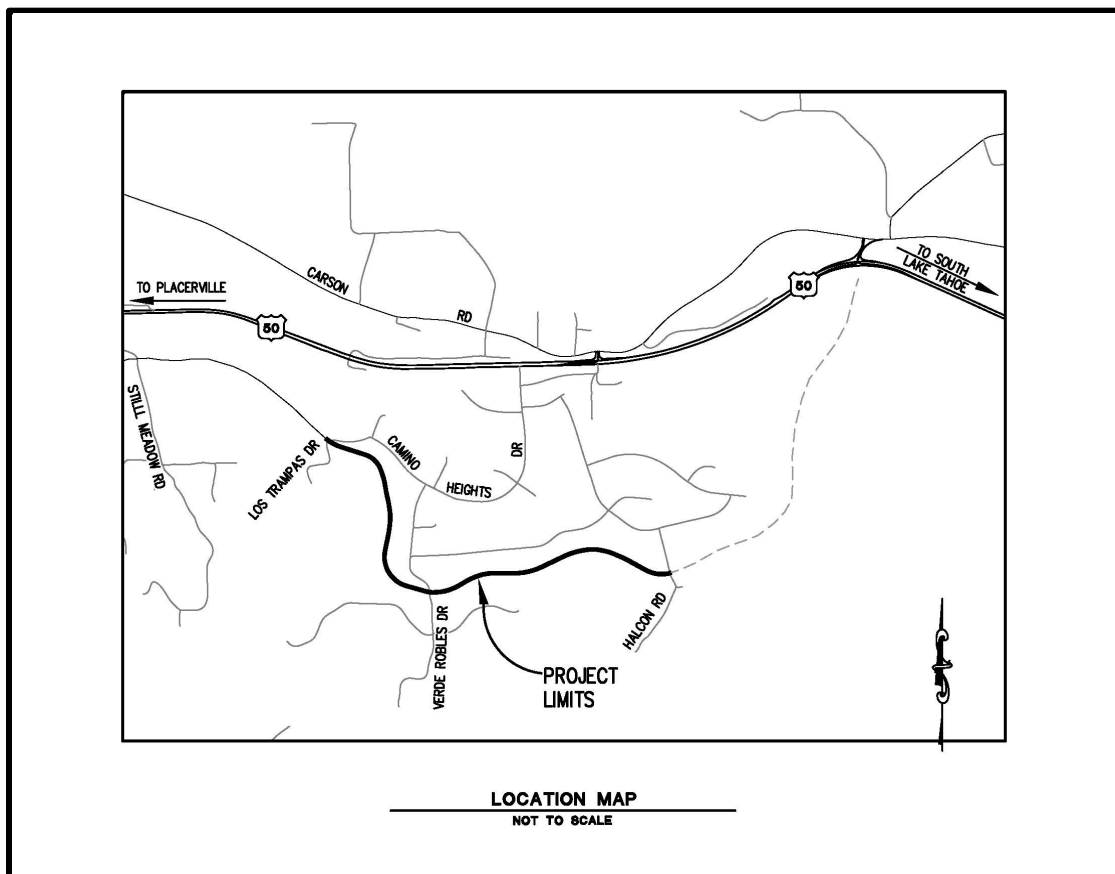 CARSON
RD
TO PLACERVILLE
50
50
TO SOUTH
LAKE TAHOE
STILL MEADOW RD
LOS TRAMPAS DR
CAMINO
HEIGHTS
DR
VERDE ROBLES DR
HALCON RD
PROJECT
LIMITS
LOCATION MAP
NOT TO SCALE